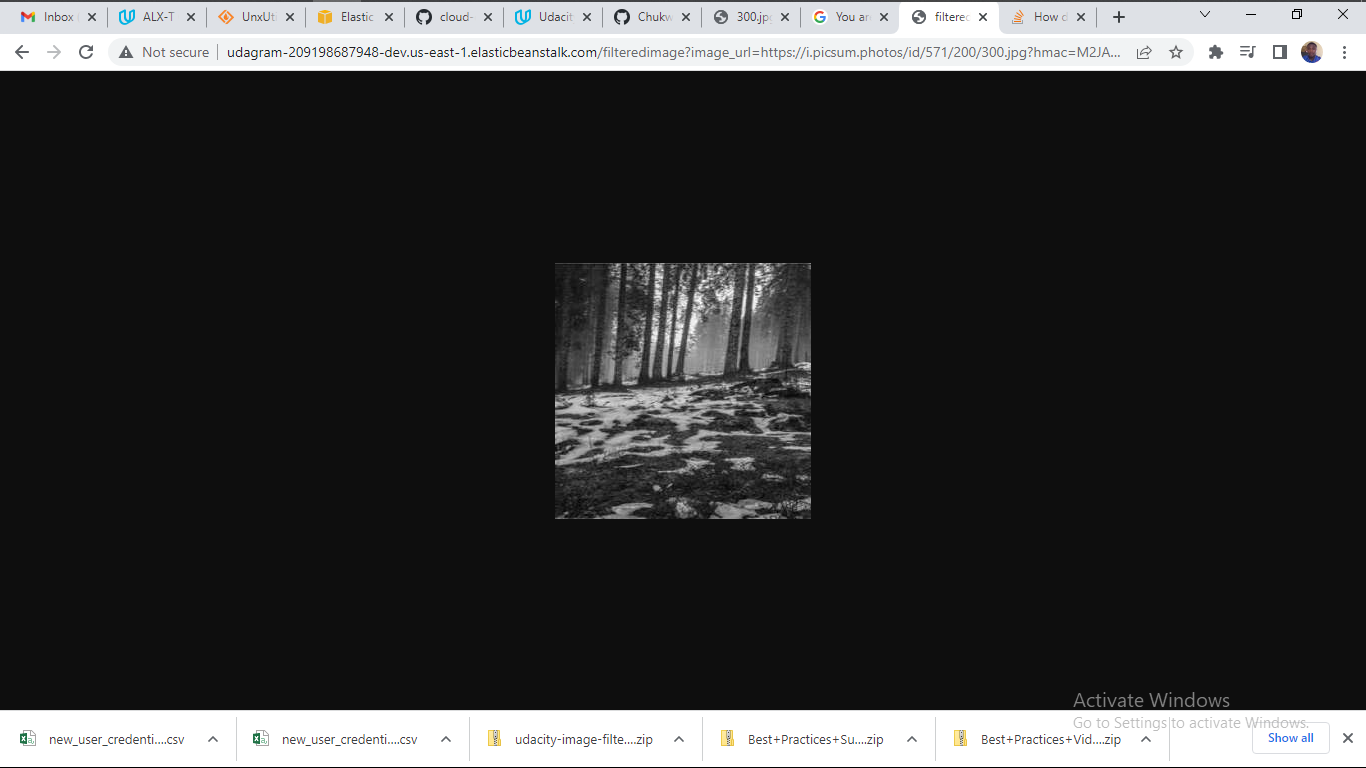 Inbox
ALX-T
UnxUt
Elastic
cloud-
Udacit
Chukw
300.jp
You ar
filtered
How d
Not secure
udagram-209198687948-dev.us-east-1.elasticbeanstalk.com/filteredimage?image_url=https://i.picsum.photos/id/571/200/300.jpg?hmac=M2JA...
Activate Windows
Go to Settings to activate Windows.
new_user_credenti....csv
new_user_credenti....csv
udacity-image-filte....zip
Best+Practices+Su....zip
Best+Practices+Vid....zip
Show all